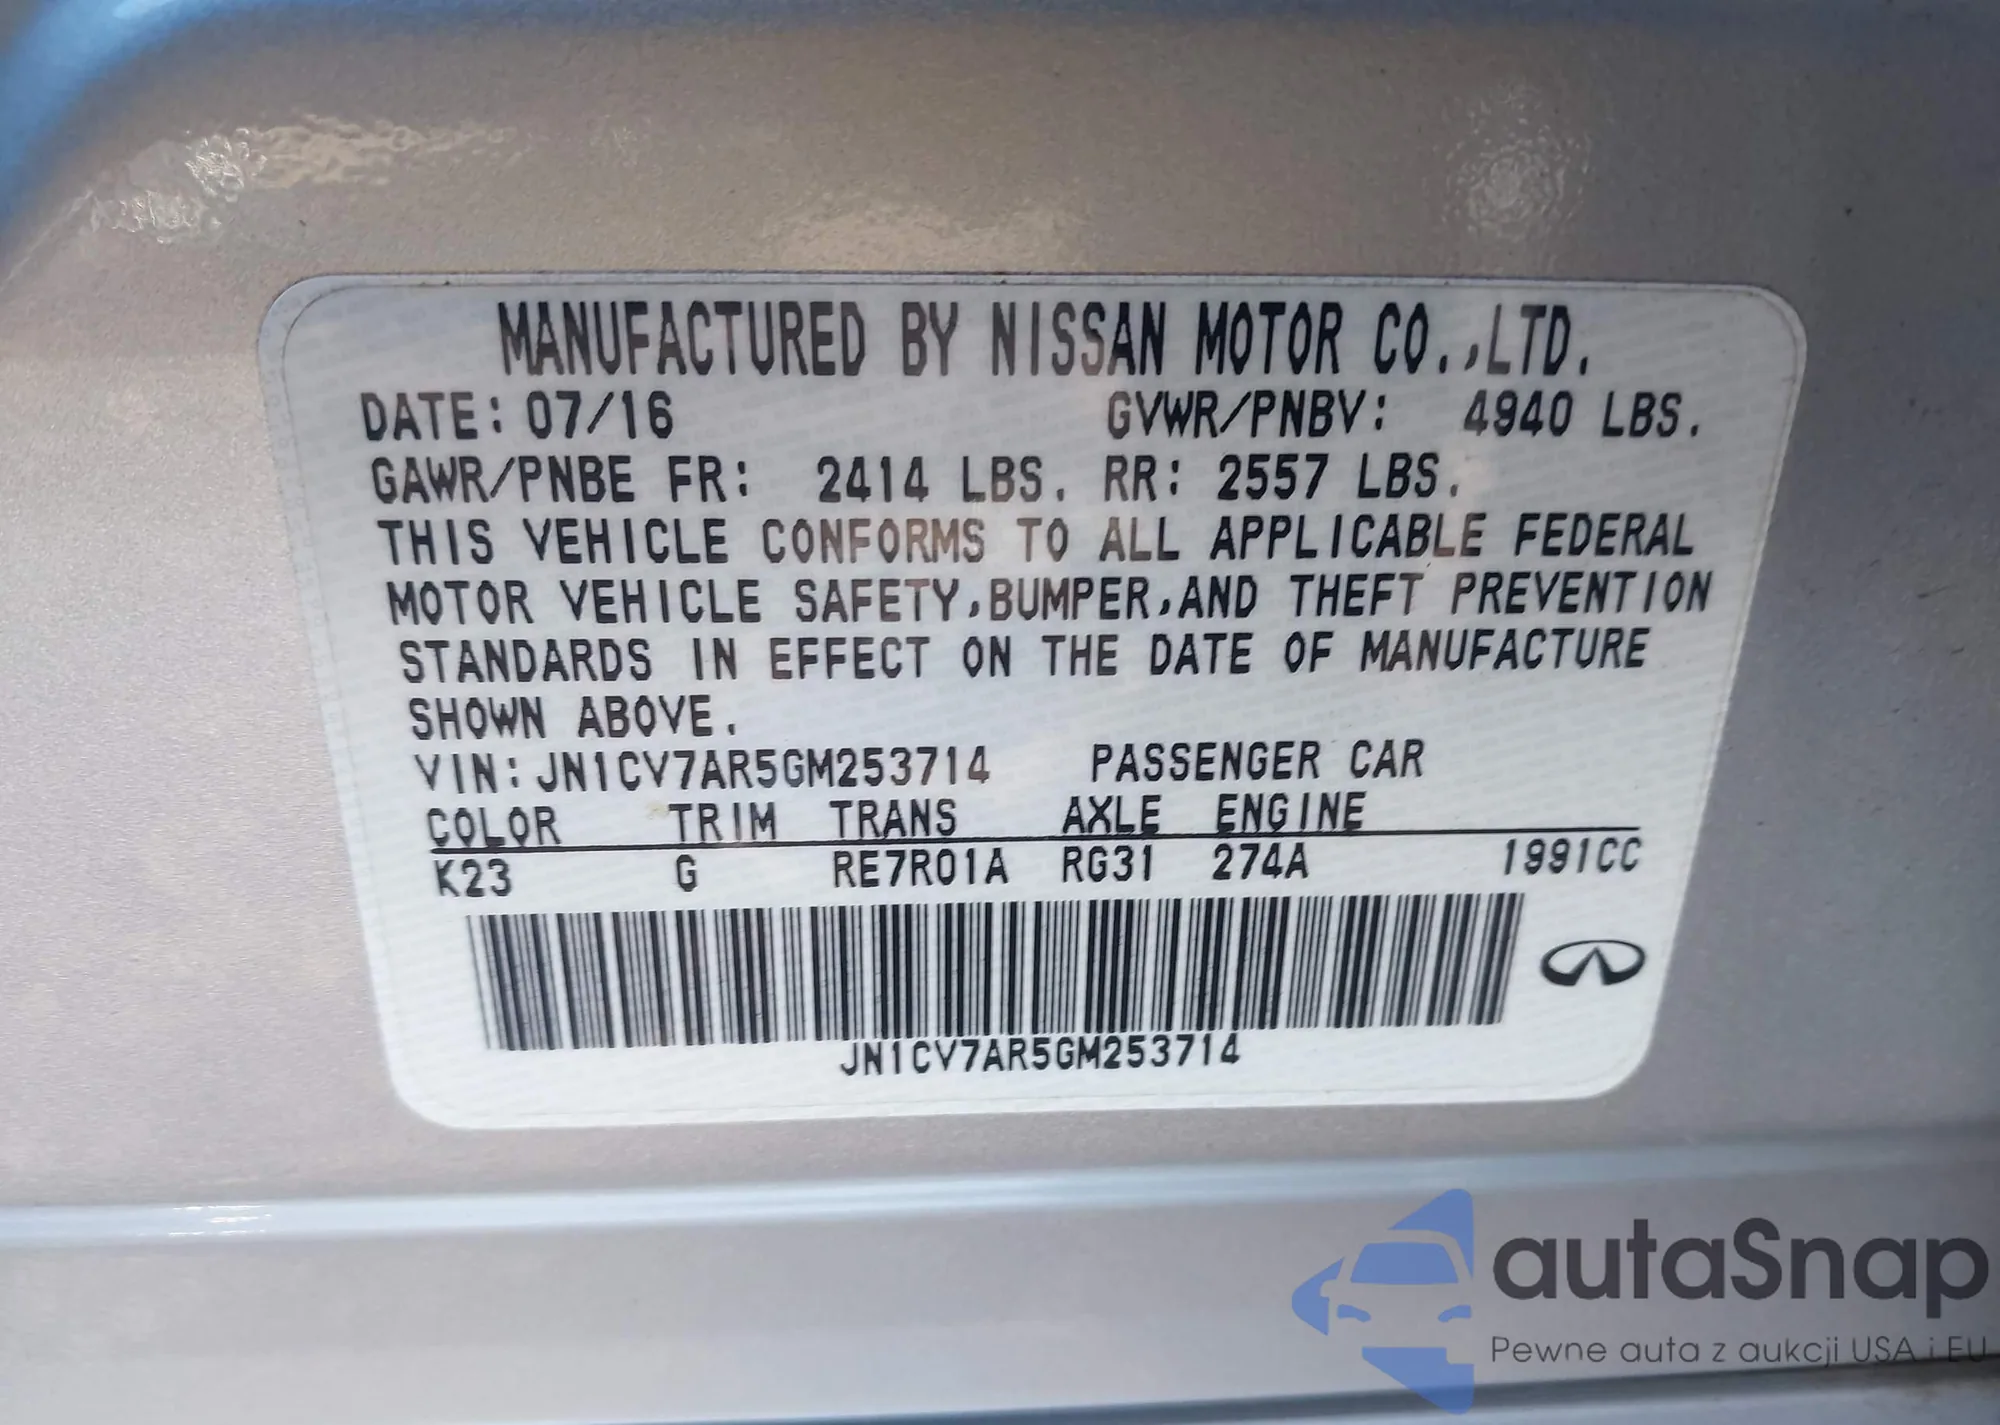 MANUFACTURED BY NISSAN MOTOR CO.,LTD.
DATE: 07/16 GVWR/PNBV: 4940 LBS.
GAWR/PNBE FR: 2414 LBS. RR: 2557 LBS.
THIS VEHICLE CONFORMS TO ALL APPLICABLE FEDERAL
MOTOR VEHICLE SAFETY,BUMPER,AND THEFT PREVENTION
STANDARDS IN EFFECT ON THE DATE OF MANUFACTURE
SHOWN ABOVE.
VIN:JN1CV7AR5GM253714 PASSENGER CAR
COLOR TRIM TRANS AXLE ENGINE
K23 G RE7R01A RG31 274A 1991CC
JN1CV7AR5GM253714
autaSnap
Pewne auta z aukcji USA i EU